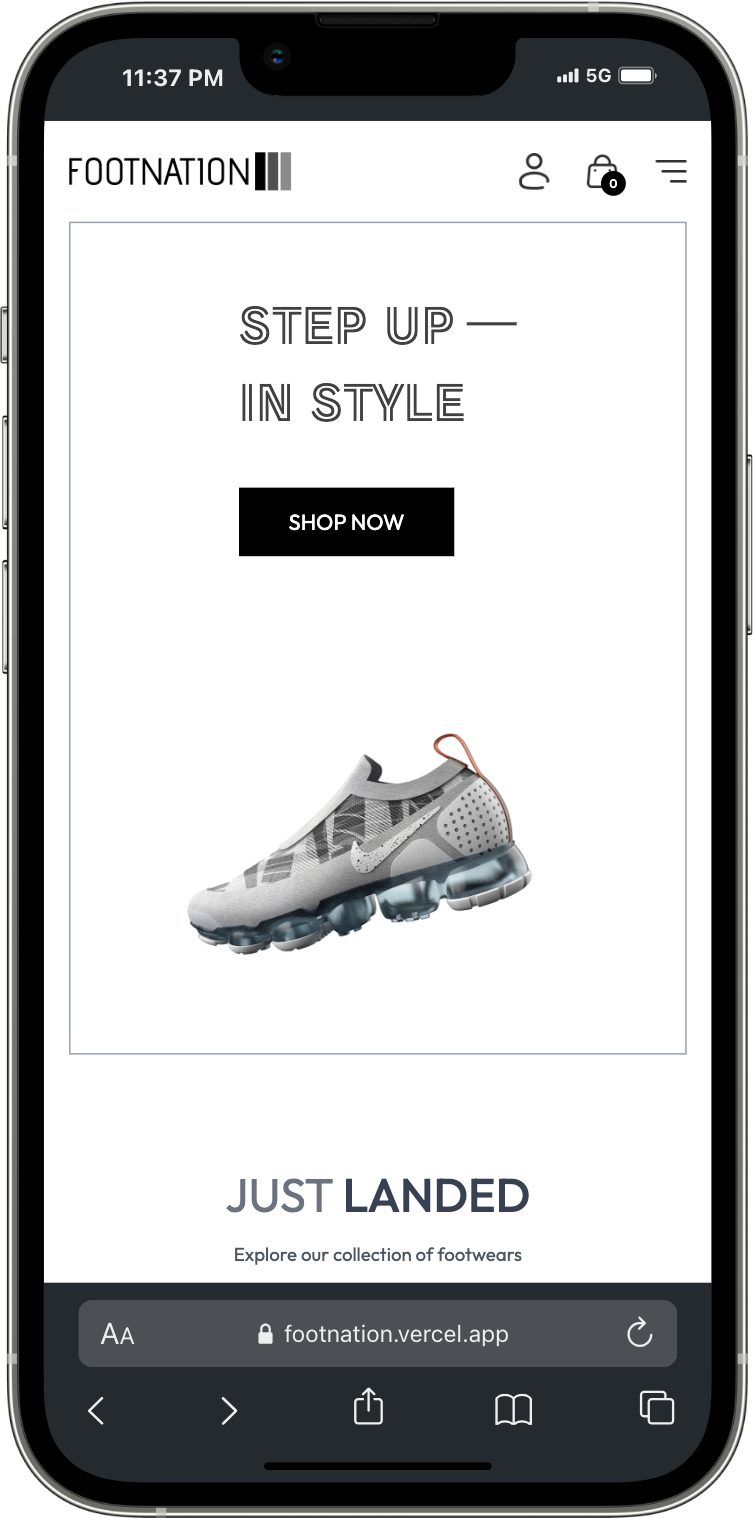 11:37 PM
5G
FOOTNATION
0
STEP UP —
IN STYLE
SHOP NOW
JUST LANDED
Explore our collection of footwears
AA
footnation.vercel.app